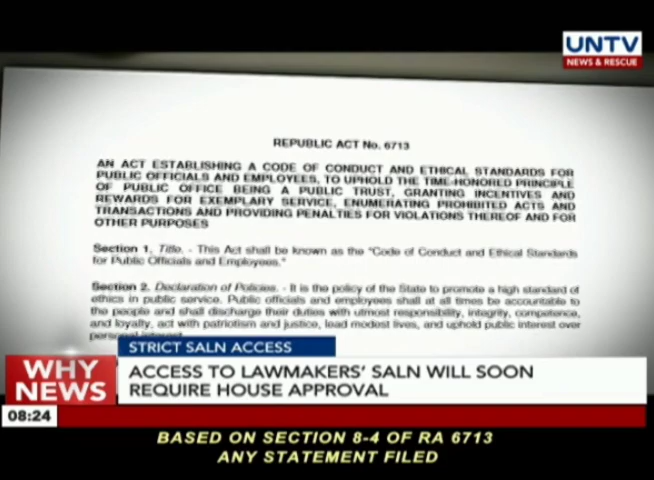 UNTV
NEWS & RESCUE
REPUBLIC ACT No. 6713
AN ACT ESTABLISHING A CODE OF CONDUCT AND ETHICAL STANDARDS FOR
PUBLIC OFFICIALS AND EMPLOYEES, TO UPHOLD THE TIME-HONORED PRINCIPLE
OF PUBLIC OFFICE BEING A PUBLIC TRUST, GRANTING INCENTIVES AND
REWARDS FOR EXEMPLARY SERVICE, ENUMERATING PROHIBITED ACTS AND
TRANSACTIONS AND PROVIDING PENALTIES FOR VIOLATIONS THEREOF AND FOR
OTHER PURPOSES
Section 1. Title. - This Act shall be known as the "Code of Conduct and Ethical Standards
for Public Officials and Employees."
Section 2. Declaration of Policies. - It is the policy of the State to promote a high standard of
ethics in public service. Public officials and employees shall at all times be accountable to
the people and shall discharge their duties with utmost responsibility, integrity, competence,
and loyalty, act with patriotism and justice, lead modest lives, and uphold public interest over
personal interest.
STRICT SALN ACCESS
WHY
NEWS
ACCESS TO LAWMAKERS' SALN WILL SOON
REQUIRE HOUSE APPROVAL
08:24
BASED ON SECTION 8-4 OF RA 6713
ANY STATEMENT FILED